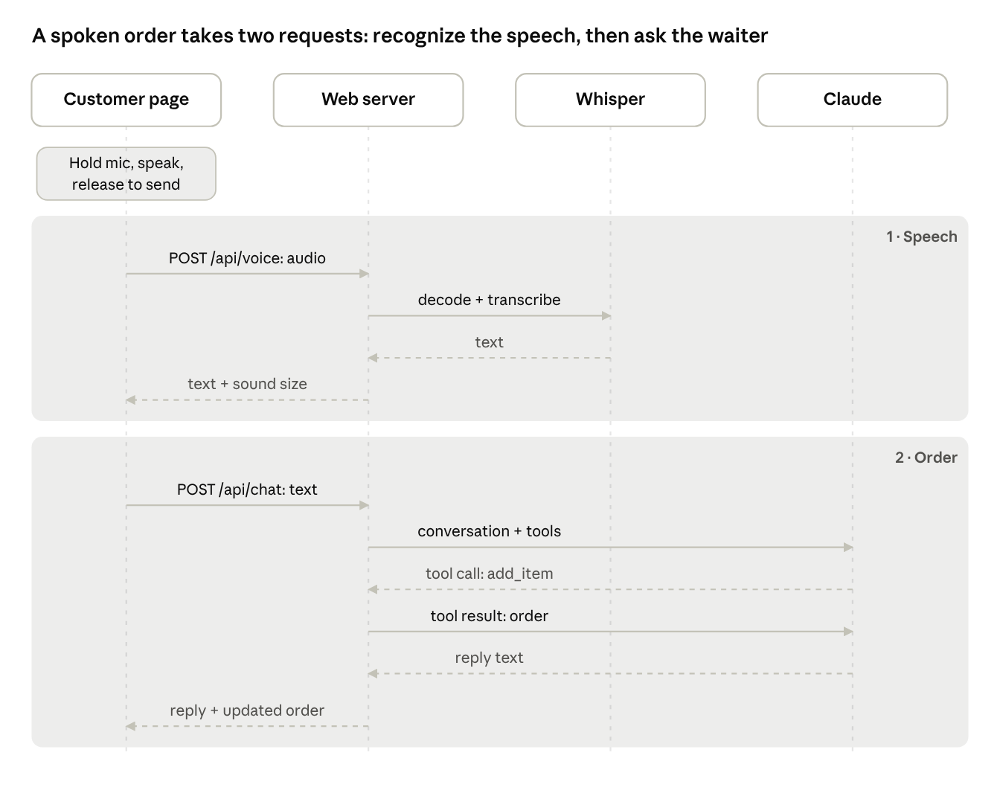 A spoken order takes two requests: recognize the speech, then ask the waiter
Customer page
Web server
Whisper
Claude
Hold mic, speak,
release to send
1 · Speech
POST /api/voice: audio
decode + transcribe
text
text + sound size
2 · Order
POST /api/chat: text
conversation + tools
tool call: add_item
tool result: order
reply text
reply + updated order